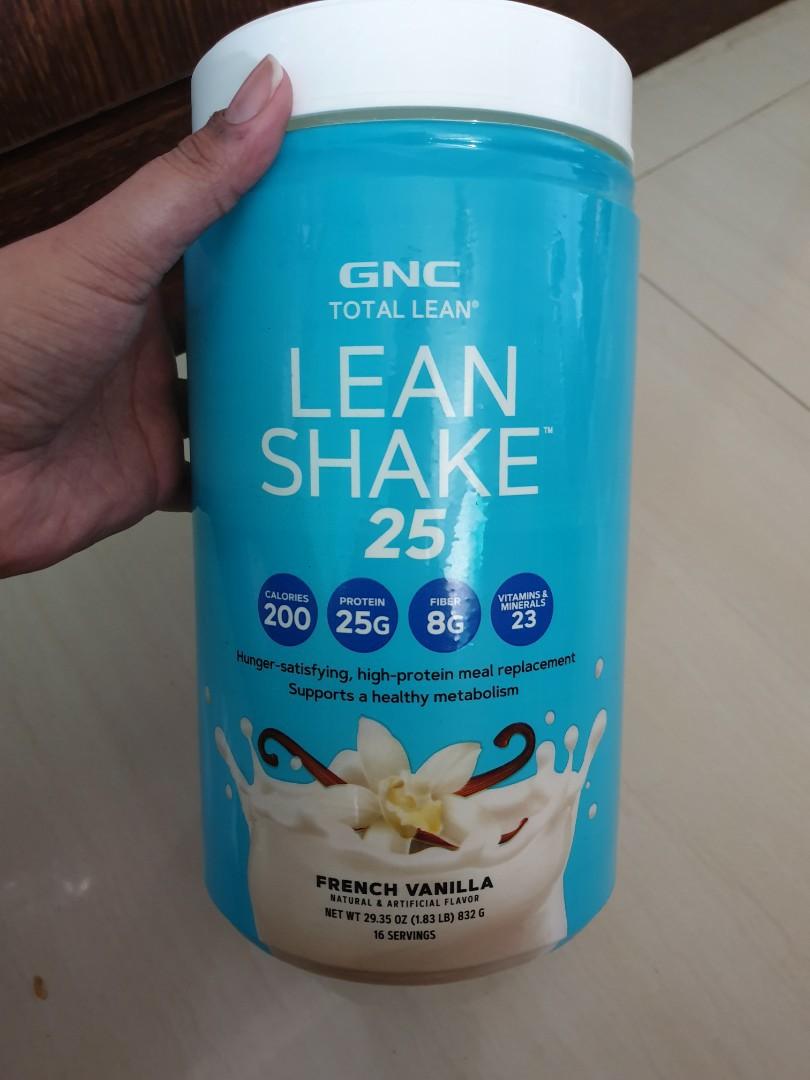 GNC
TOTAL LEAN®
LEAN
SHAKE™
25
CALORIES
200
PROTEIN
25G
FIBER
8G
VITAMINS &
MINERALS
23
Hunger-satisfying, high-protein meal replacement
Supports a healthy metabolism
FRENCH VANILLA
NATURAL & ARTIFICIAL FLAVOR
NET WT 29.35 OZ (1.83 LB) 832 G
16 SERVINGS